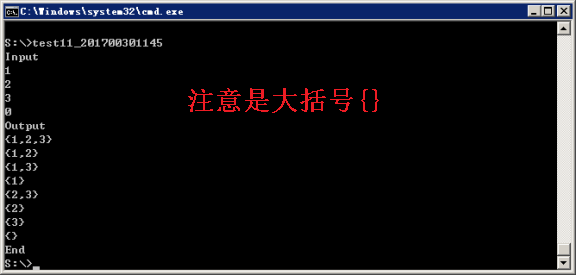 C:\Windows\system32\cmd.exe
S:\>test11_201700301145
Input
1
2
3
0
注意是大括号{}
Output
{1,2,3}
{1,2}
{1,3}
{1}
{2,3}
{2}
{3}
{}
End
S:\>_